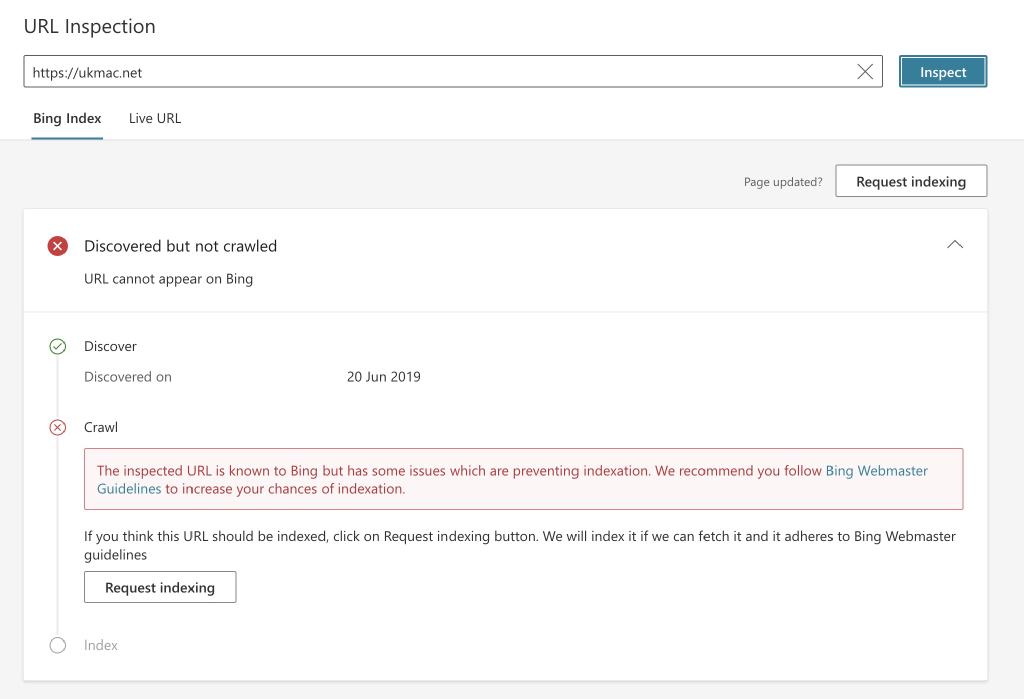 URL Inspection
https://ukmac.net
Inspect
Bing Index
Live URL
Page updated?
Request indexing
Discovered but not crawled
URL cannot appear on Bing
Discover
Discovered on
20 Jun 2019
Crawl
The inspected URL is known to Bing but has some issues which are preventing indexation. We recommend you follow Bing Webmaster
Guidelines to increase your chances of indexation.
If you think this URL should be indexed, click on Request indexing button. We will index it if we can fetch it and it adheres to Bing Webmaster
guidelines
Request indexing
Index